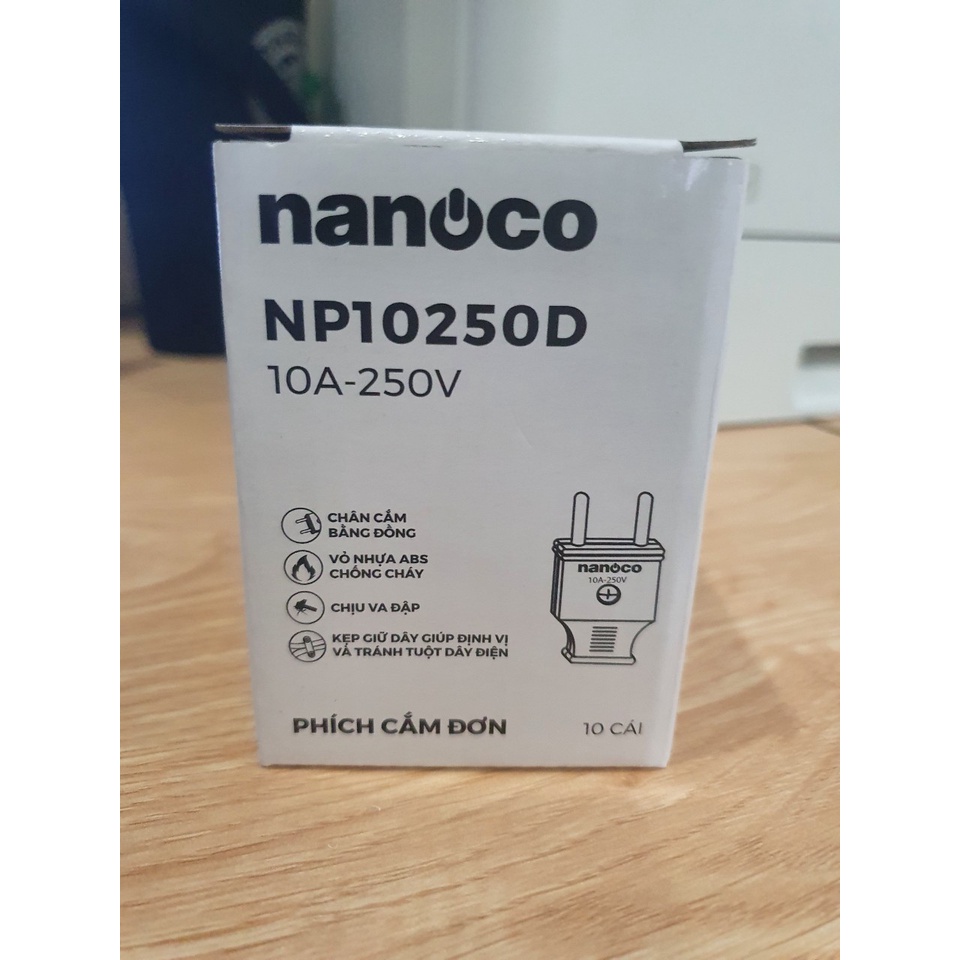 nanoco
NP10250D
10A-250V
CHÂN CẮM
BẰNG ĐỒNG
VỎ NHỰA ABS
CHỐNG CHÁY
CHỊU VA ĐẬP
KẸP GIỮ DÂY GIÚP ĐỊNH VỊ
VÀ TRÁNH TUỘT DÂY ĐIỆN
nanoco
10A-250V
PHÍCH CẮM ĐƠN
10 CÁI